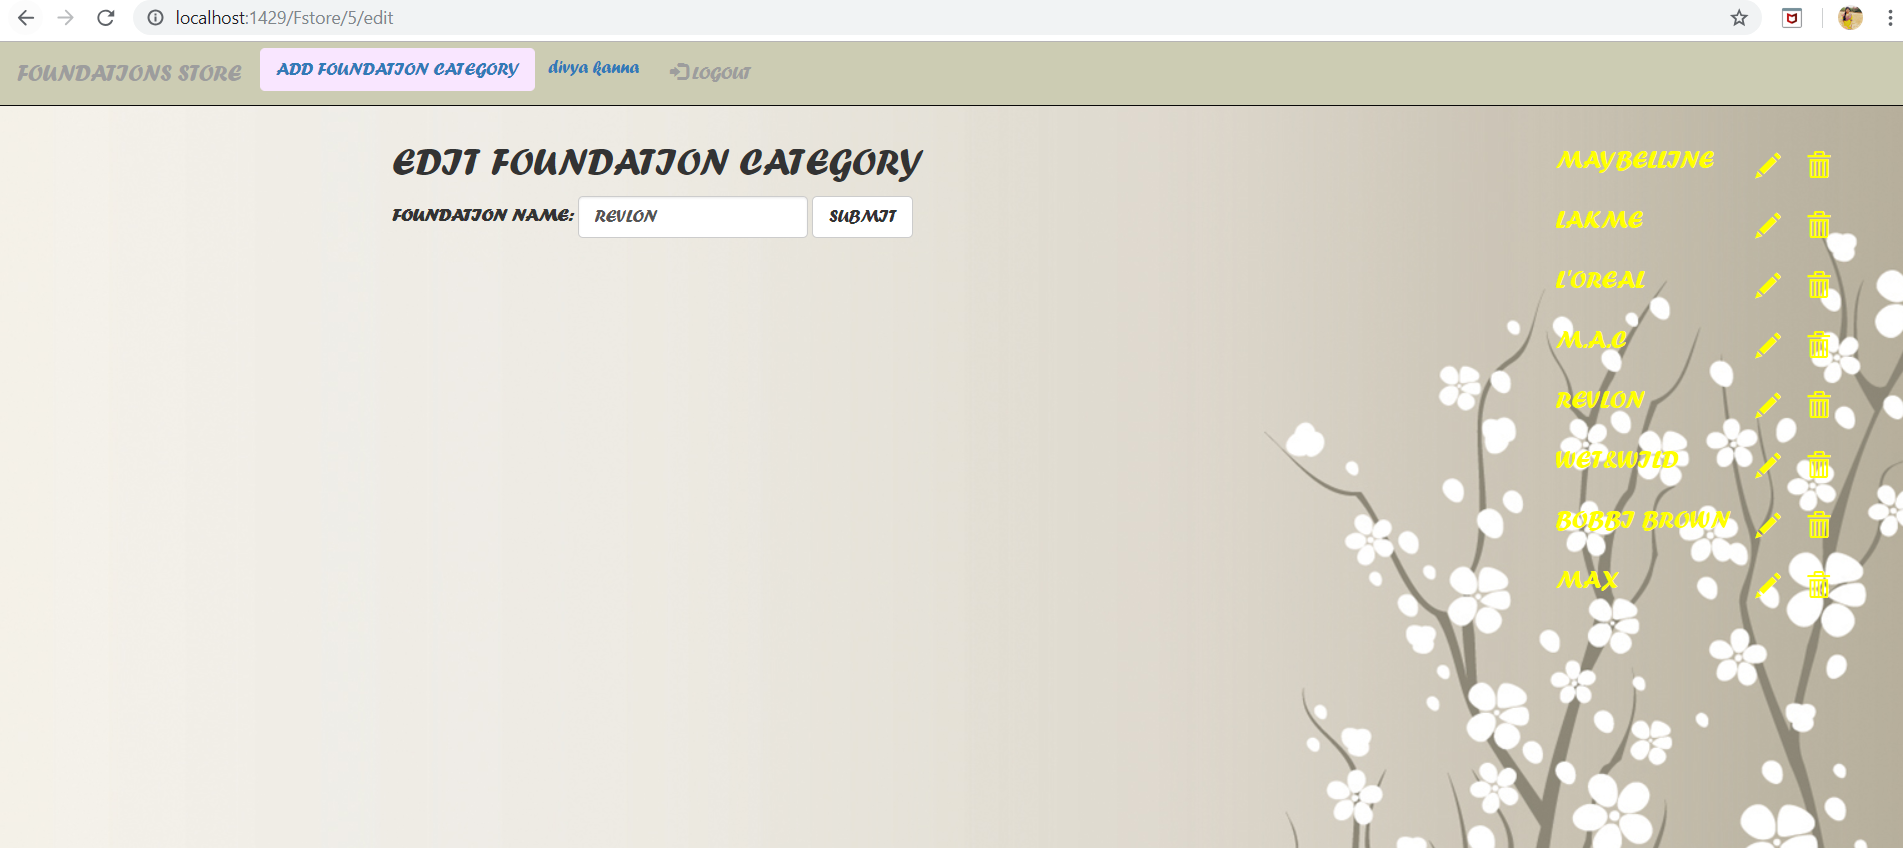 localhost:1429/Fstore/5/edit
FOUNDATIONS STORE ADD FOUNDATION CATEGORY divya kanna LOGOUT
EDIT FOUNDATION CATEGORY
FOUNDATION NAME: REVLON SUBMIT
MAYBELLINE
LAKME
L'OREAL
M.A.C
REVLON
WET&WILD
BOBBI BROWN
MAX